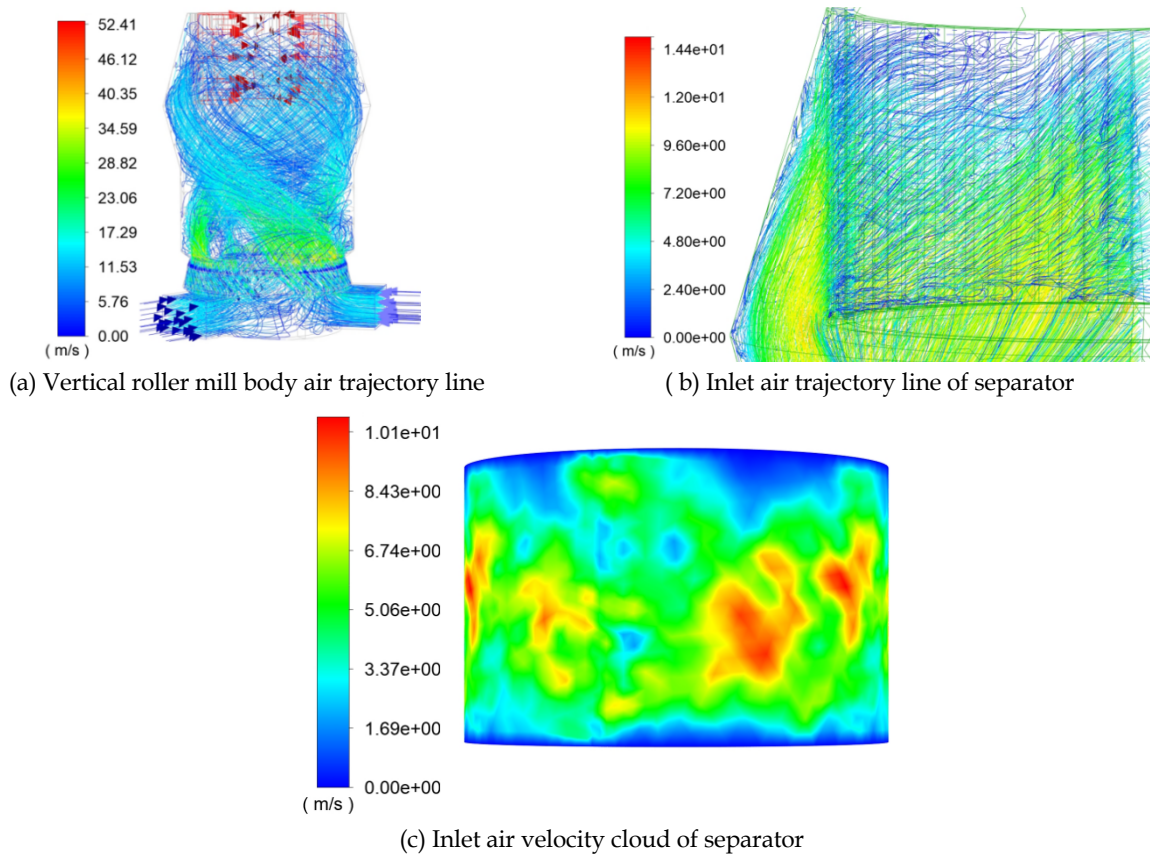 52.41
46.12
40.35
34.59
28.82
23.06
17.29
11.53
5.76
0.00
( m/s )
1.44e+01
1.20e+01
9.60e+00
7.20e+00
4.80e+00
2.40e+00
0.00e+00
( m/s )
(a) Vertical roller mill body air trajectory line
( b) Inlet air trajectory line of separator
1.01e+01
8.43e+00
6.74e+00
5.06e+00
3.37e+00
1.69e+00
0.00e+00
( m/s )
(c) Inlet air velocity cloud of separator